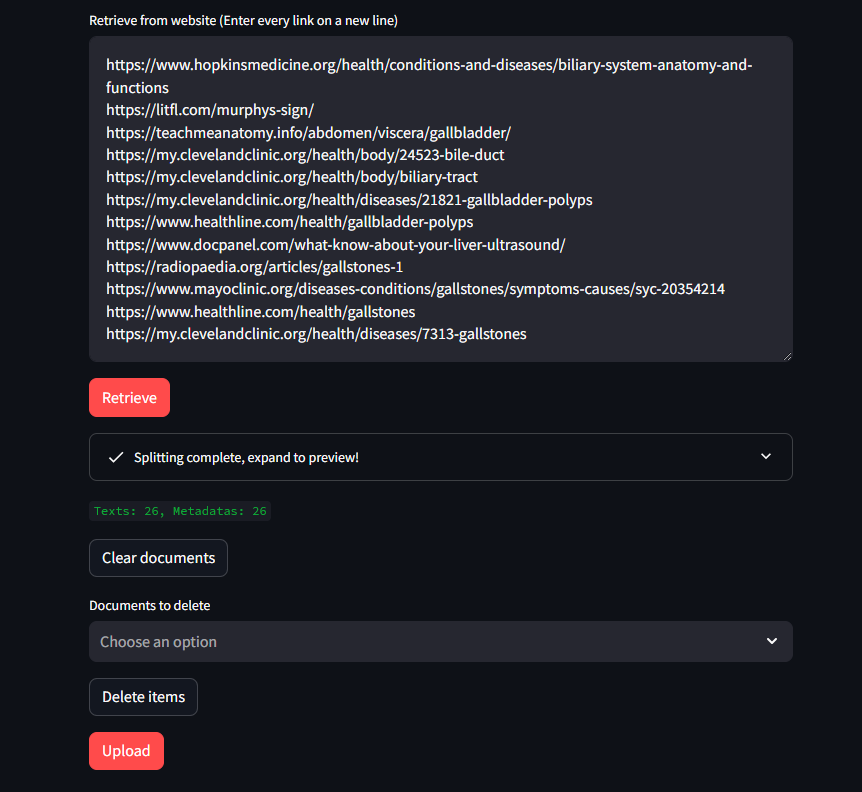 Retrieve from website (Enter every link on a new line)
https://www.hopkinsmedicine.org/health/conditions-and-diseases/biliary-system-anatomy-and-
functions
https://litfl.com/murphys-sign/
https://teachmeanatomy.info/abdomen/viscera/gallbladder/
https://my.clevelandclinic.org/health/body/24523-bile-duct
https://my.clevelandclinic.org/health/body/biliary-tract
https://my.clevelandclinic.org/health/diseases/21821-gallbladder-polyps
https://www.healthline.com/health/gallbladder-polyps
https://www.docpanel.com/what-know-about-your-liver-ultrasound/
https://radiopaedia.org/articles/gallstones-1
https://www.mayoclinic.org/diseases-conditions/gallstones/symptoms-causes/syc-20354214
https://www.healthline.com/health/gallstones
https://my.clevelandclinic.org/health/diseases/7313-gallstones
Retrieve
Splitting complete, expand to preview!
Texts: 26, Metadatas: 26
Clear documents
Documents to delete
Choose an option
Delete items
Upload